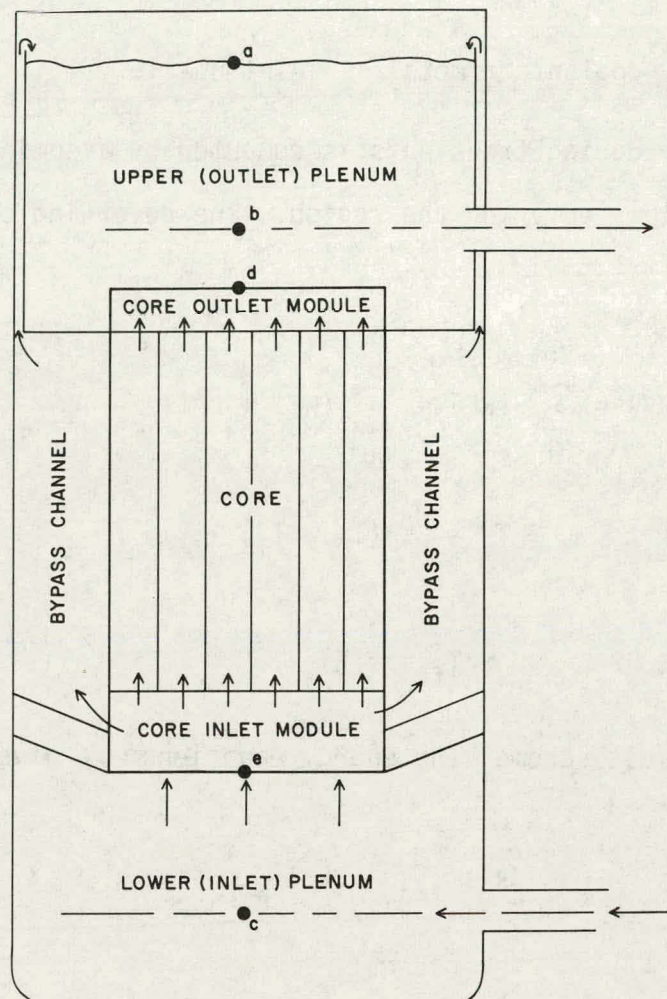 a
UPPER (OUTLET) PLENUM
b
d
CORE OUTLET MODULE
BYPASS CHANNEL
CORE
BYPASS CHANNEL
CORE INLET MODULE
e
LOWER (INLET) PLENUM
c